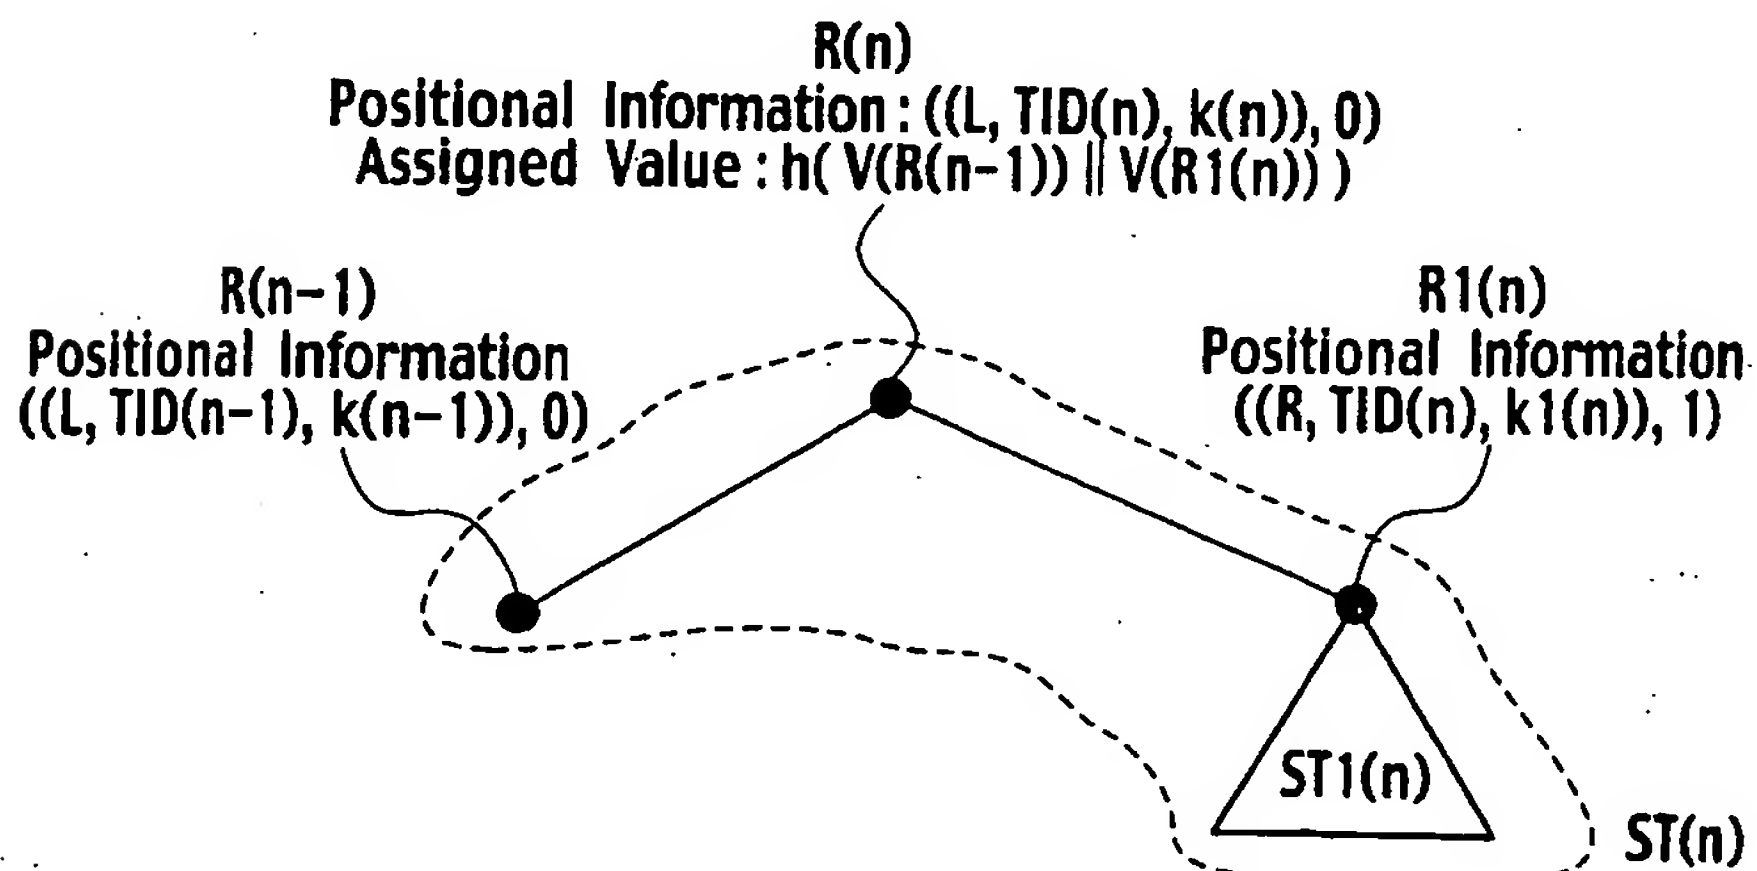 R(n)
Positional Information : ((L, TID(n), k(n)), 0)
Assigned Value : h( V(R(n-1)) || V(R1(n)) )
R(n-1)
Positional Information
((L, TID(n-1), k(n-1)), 0)
R1(n)
Positional Information
((R, TID(n), k1(n)), 1)
ST1(n)
ST(n)